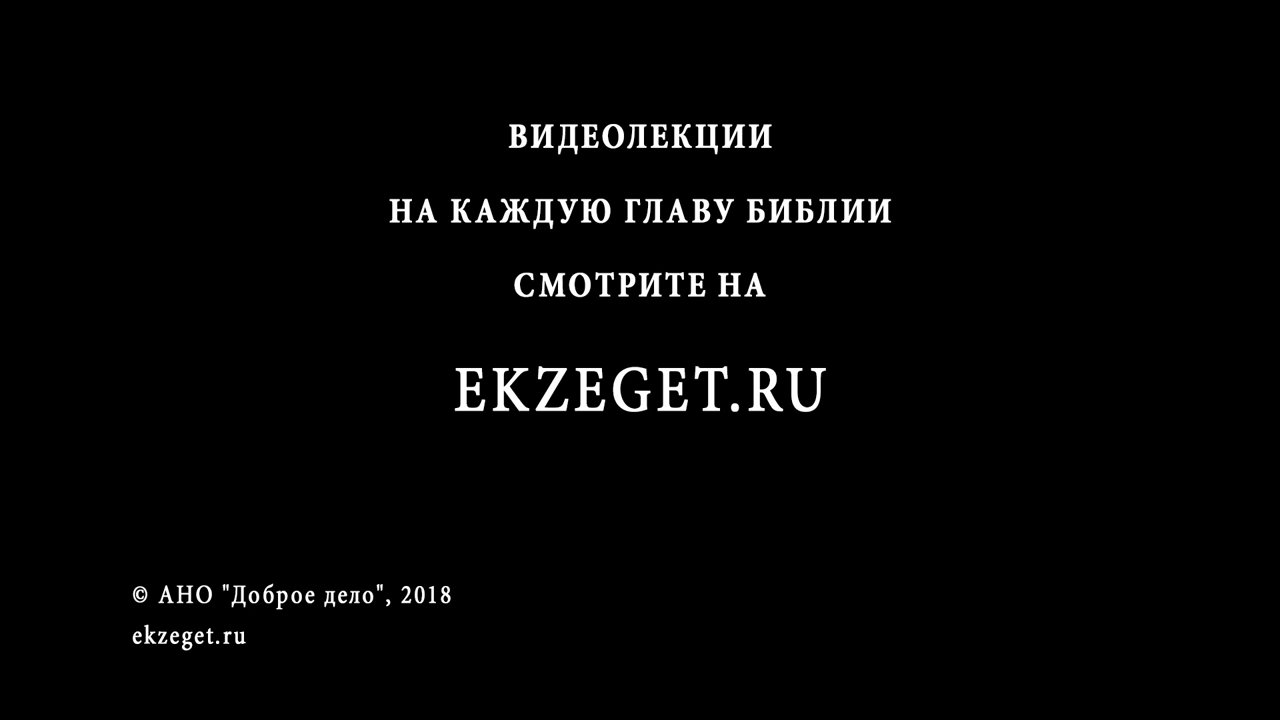 ВИДЕОЛЕКЦИИ
НА КАЖДУЮ ГЛАВУ БИБЛИИ
СМОТРИТЕ НА
EKZEGET.RU
© АНО "Доброе дело", 2018
ekzeget.ru